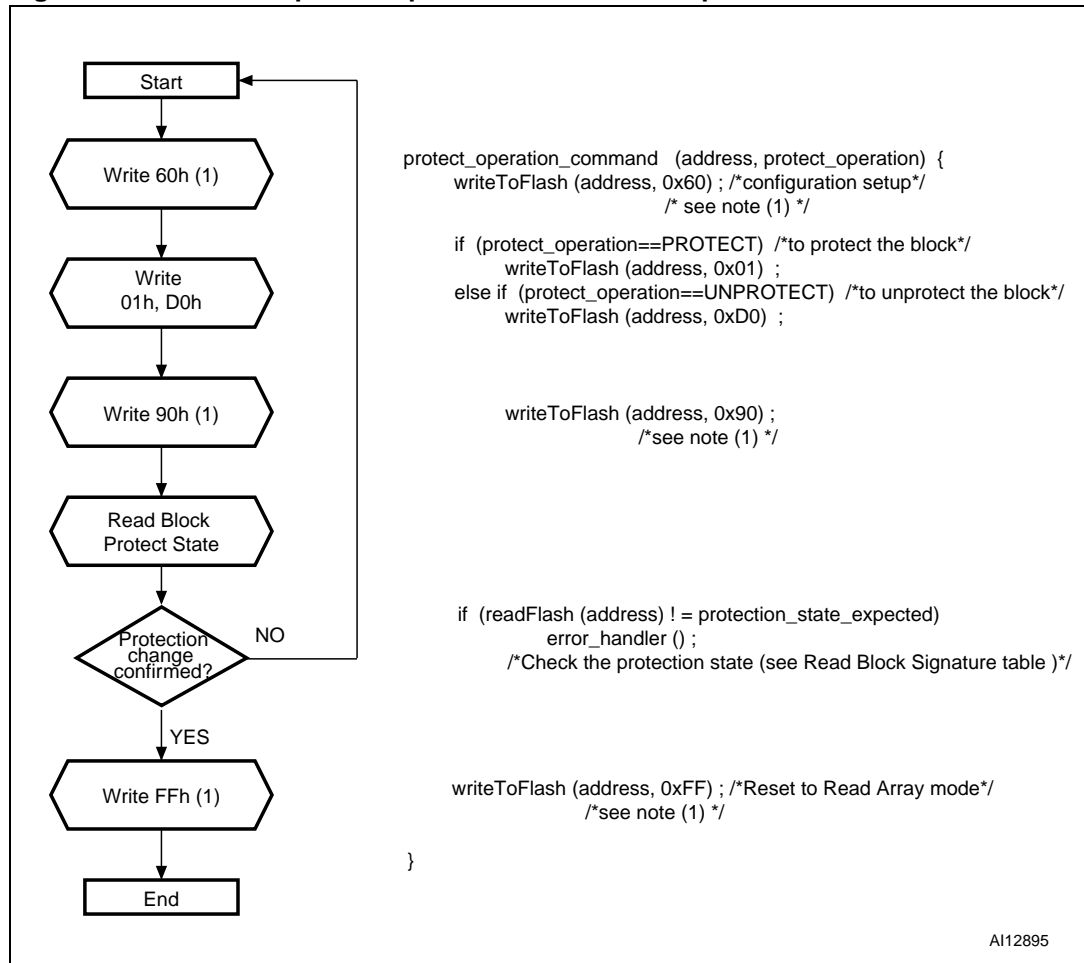 Start
Write 60h (1)
Write
01h, D0h
Write 90h (1)
Read Block
Protect State
Protection
change
confirmed?
NO
YES
Write FFh (1)
End
protect_operation_command (address, protect_operation) {
writeToFlash (address, 0x60) ; /*configuration setup*/
/* see note (1) */
if (protect_operation==PROTECT) /*to protect the block*/
writeToFlash (address, 0x01) ;
else if (protect_operation==UNPROTECT) /*to unprotect the block*/
writeToFlash (address, 0xD0) ;
writeToFlash (address, 0x90) ;
/*see note (1) */
if (readFlash (address) ! = protection_state_expected)
error_handler () ;
/*Check the protection state (see Read Block Signature table )*/
writeToFlash (address, 0xFF) ; /*Reset to Read Array mode*/
/*see note (1) */
}
AI12895